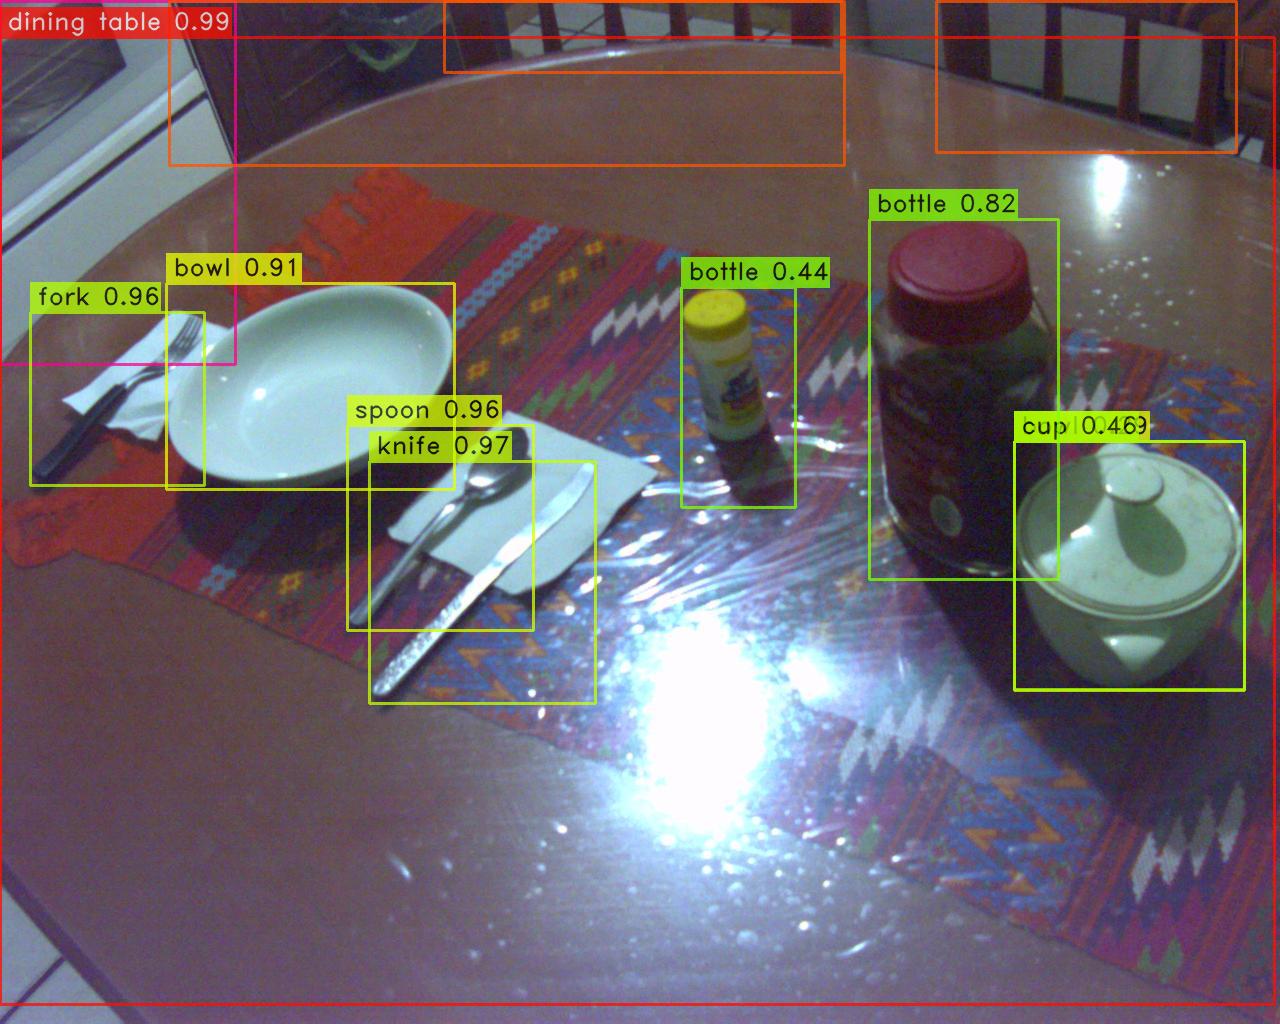 dining table 0.99
bottle 0.82
bowl 0.91
bottle 0.44
fork 0.96
spoon 0.96
cup 0.46
knife 0.97